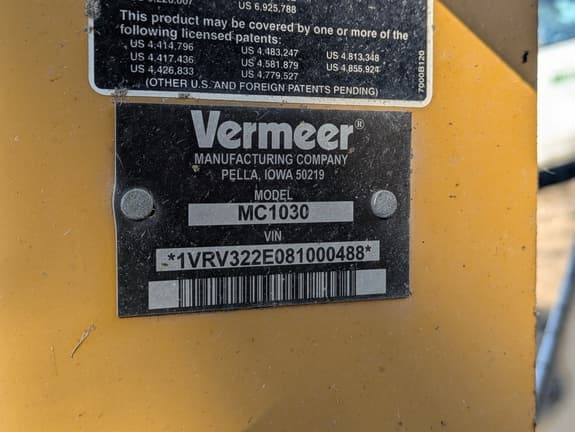 US 6,925,788
This product may be covered by one or more of the
following licensed patents:
US 4,414,796 US 4,483,247 US 4,813,348
US 4,417,436 US 4,581,879 US 4,855,924
US 4,426,833 US 4,779,527
(OTHER U.S. AND FOREIGN PATENTS PENDING)
7000B120
Vermeer®
MANUFACTURING COMPANY
PELLA, IOWA 50219
MODEL
MC1030
VIN
*1VRV322E081000488*